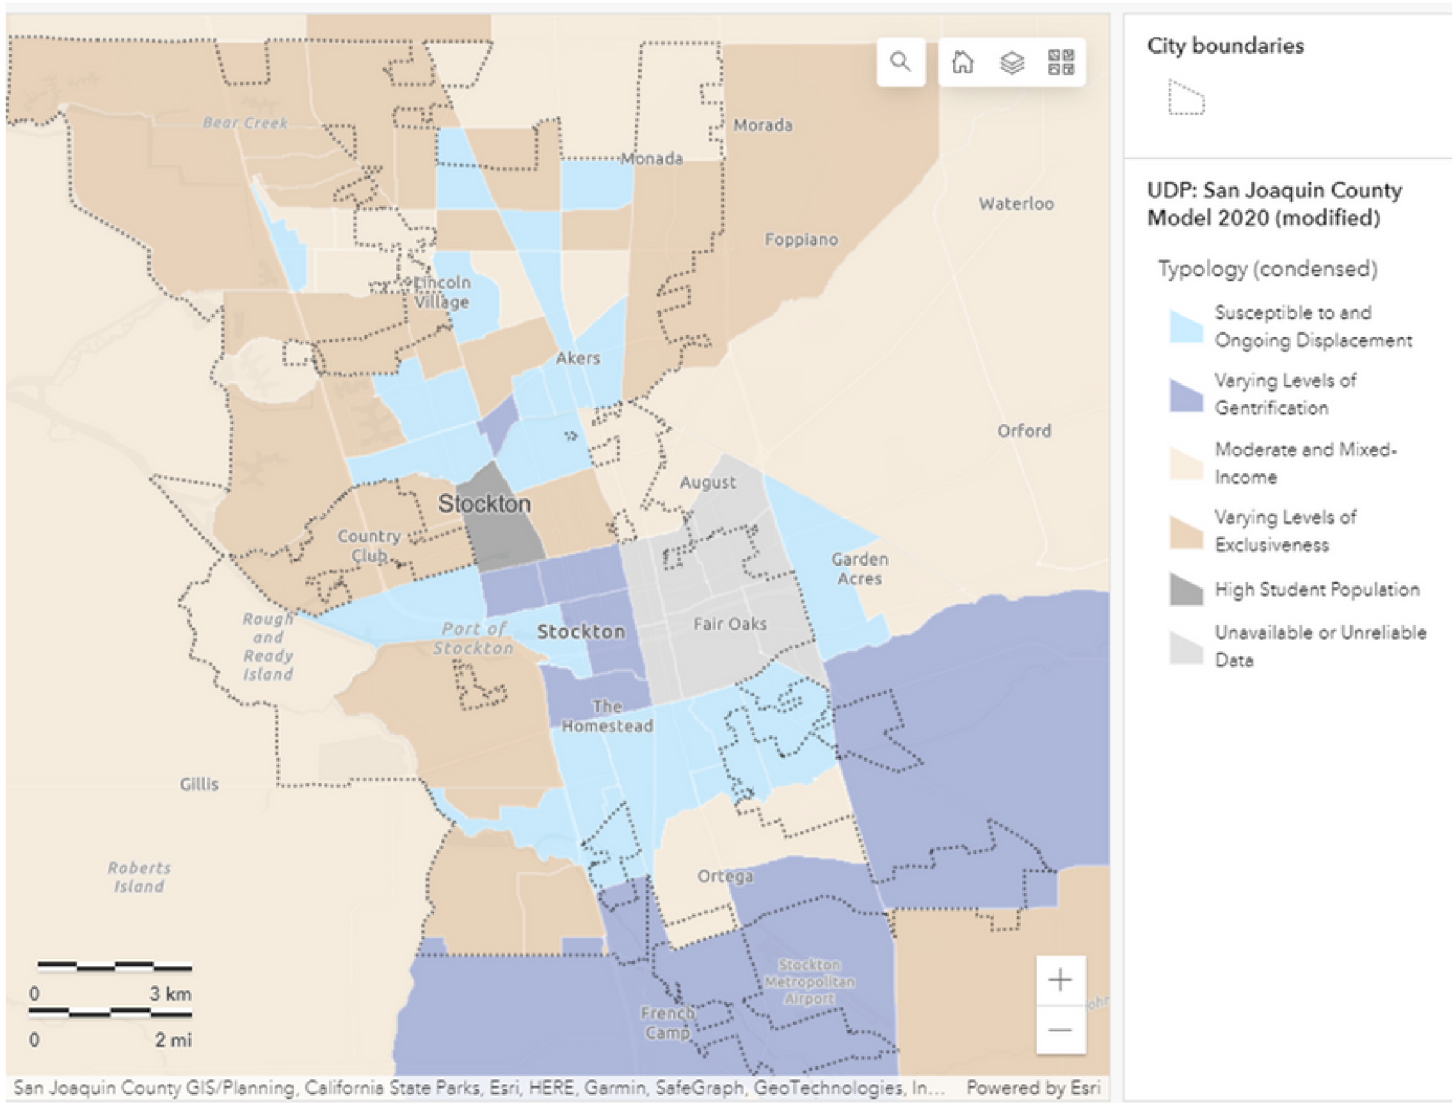 Bear Creek
Morada
Monada
Waterloo
Foppiano
Lincoln
Village
Akers
Orford
August
Stockton
Country
Club
Garden
Acres
Rough
and
Ready
Island
Port of
Stockton
Stockton
Fair Oaks
The
Homestead
Gillis
Roberts
Island
Ortega
Stockton
Metropolitan
Airport
French
Camp
0 3 km
0 2 mi
+
−
San Joaquin County GIS/Planning, California State Parks, Esri, HERE, Garmin, SafeGraph, GeoTechnologies, In... Powered by Esri
City boundaries
UDP: San Joaquin County
Model 2020 (modified)
Typology (condensed)
Susceptible to and
Ongoing Displacement
Varying Levels of
Gentrification
Moderate and Mixed-
Income
Varying Levels of
Exclusiveness
High Student Population
Unavailable or Unreliable
Data